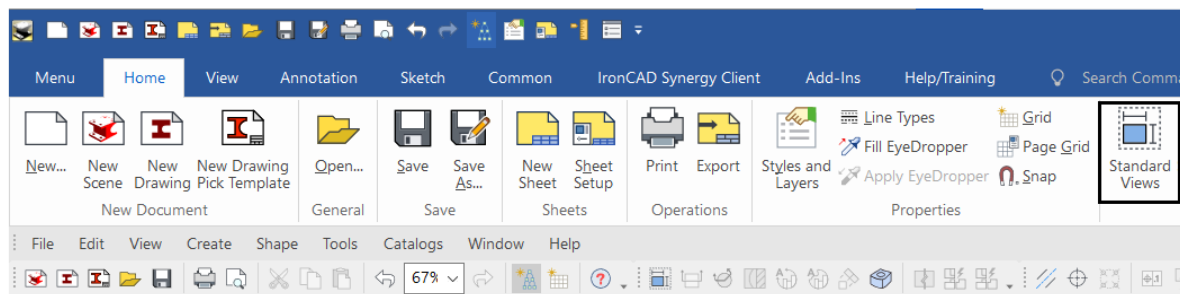 Menu Home View Annotation Sketch Common IronCAD Synergy Client Add-Ins Help/Training Search
New... New Scene New Drawing New Drawing Pick Template Open... Save Save As... New Sheet Sheet Setup Print Export Styles and Layers Line Types Grid Standard Views
Fill EyeDropper Page Grid
Apply EyeDropper Snap
New Document General Save Sheets Operations Properties
File Edit View Create Shape Tools Catalogs Window Help
67%